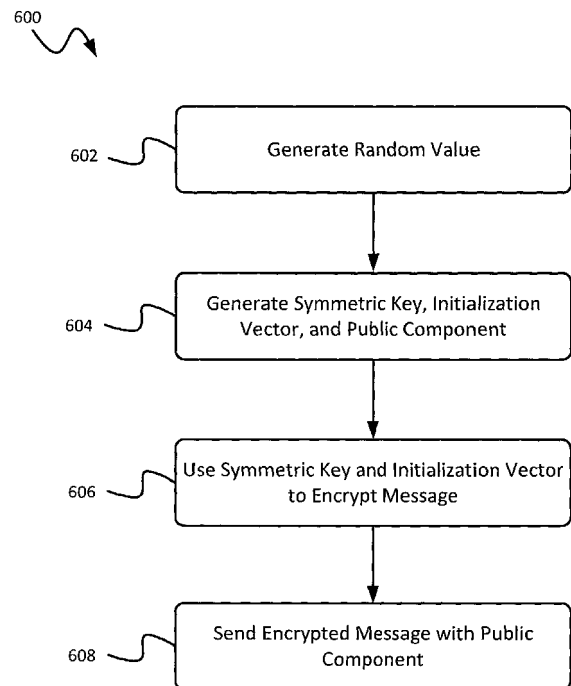 600
602
Generate Random Value
604
Generate Symmetric Key, Initialization
Vector, and Public Component
606
Use Symmetric Key and Initialization Vector
to Encrypt Message
608
Send Encrypted Message with Public
Component